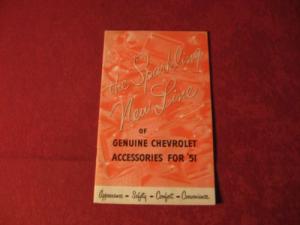 the Sparkling
New Line
OF
GENUINE CHEVROLET
ACCESSORIES FOR '51
Appearance - Safety - Comfort - Convenience